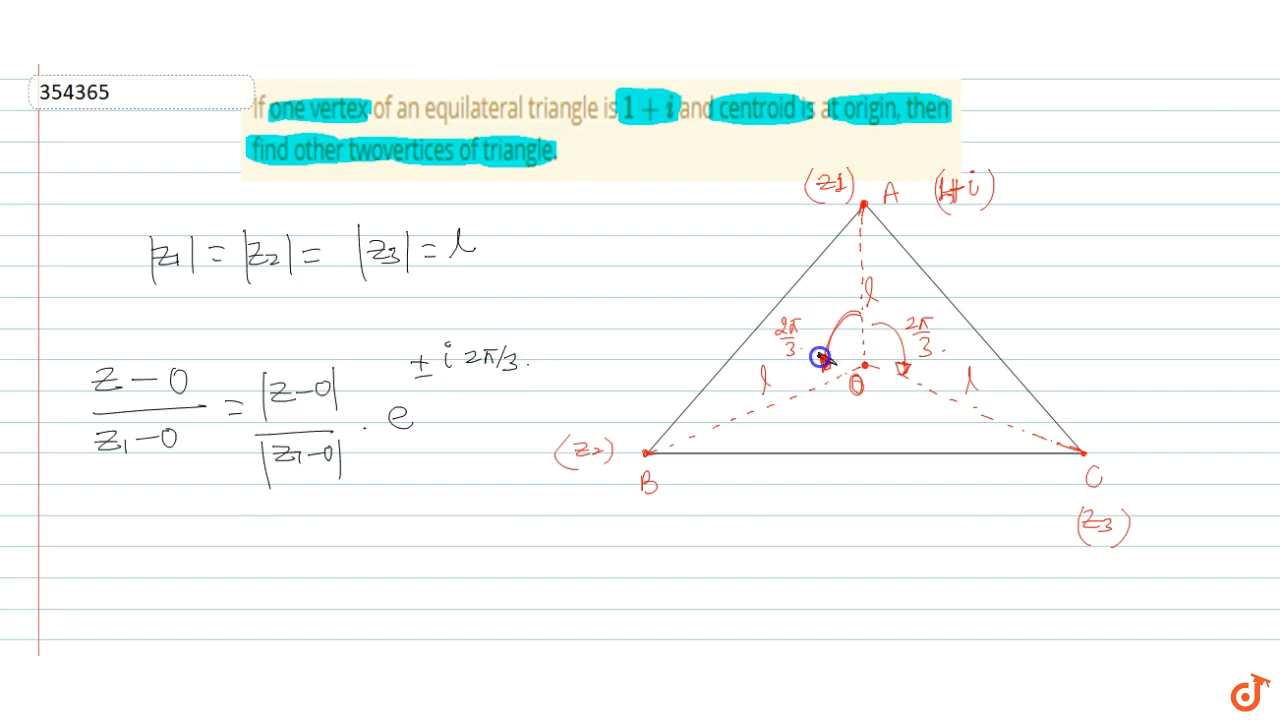 354365
If one vertex of an equilateral triangle is 1 + i and centroid is at origin, then
find other twovertices of triangle.
(z1) A (1+i)
|z1| = |z2| = |z3| = l
l
2π/3 2π/3
± i 2π/3.
z-0/z1-0 = |z-0|/|z1-0| . e
l O l
(z2) B
C
(z3)